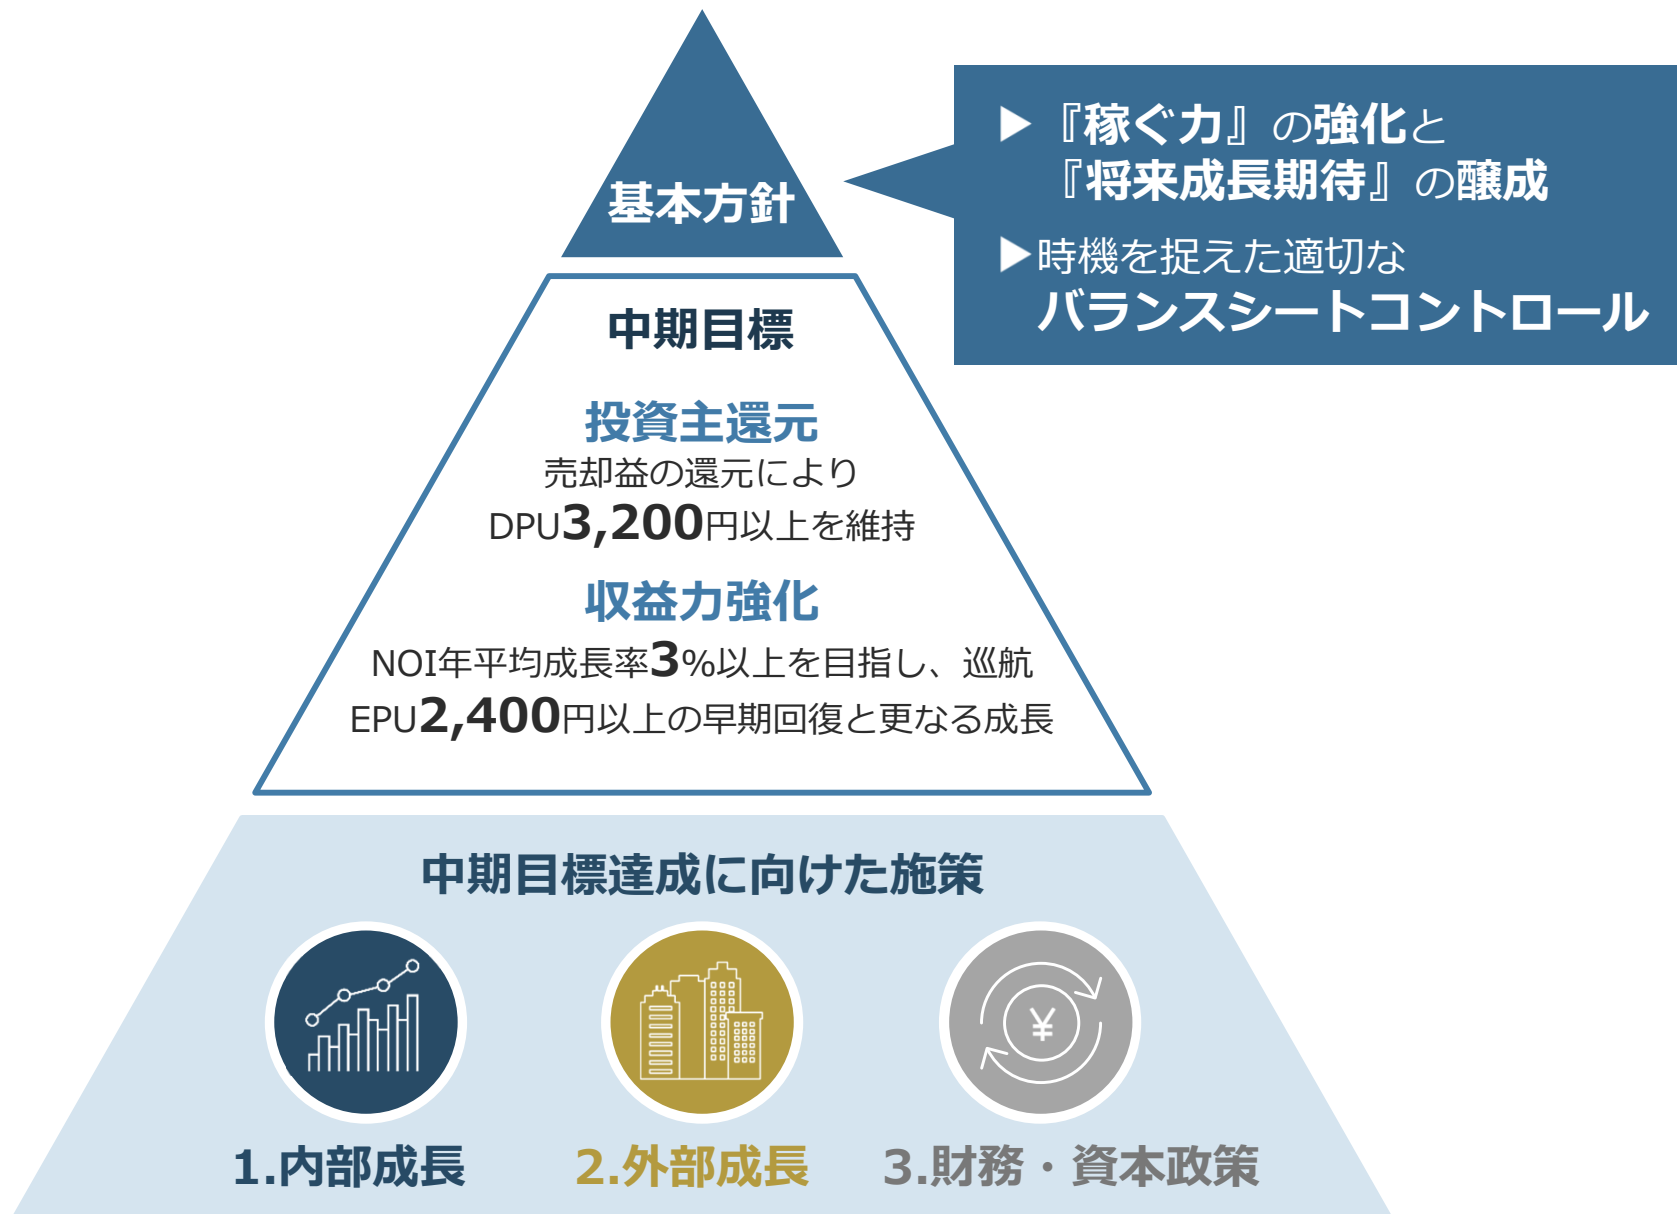 基本方針
▶『稼ぐ力』の強化と
『将来成長期待』の醸成
▶時機を捉えた適切な
バランスシートコントロール
中期目標
投資主還元
売却益の還元により
DPU3,200円以上を維持
収益力強化
NOI年平均成長率3%以上を目指し、巡航
EPU2,400円以上の早期回復と更なる成長
中期目標達成に向けた施策
¥
1.内部成長
2.外部成長
3.財務・資本政策